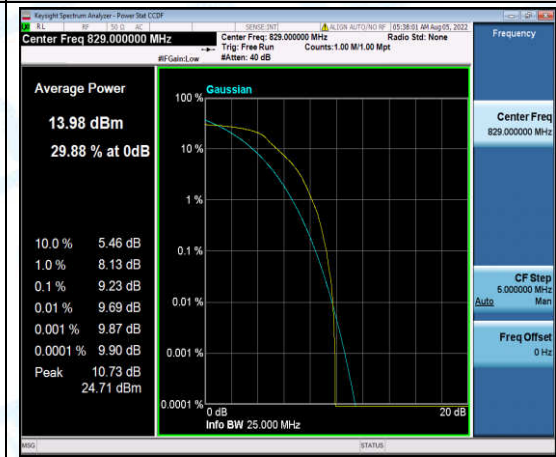 Keysight Spectrum Analyzer - Power Stat CCDF
RL RF 50 Ω AC SENSE:INT ALIGN AUTO/NO RF 05:38:01 AM Aug 05, 2022
Center Freq 829.000000 MHz
Center Freq: 829.000000 MHz Radio Std: None
Trig: Free Run Counts:1.00 M/1.00 Mpt
#IFGain:Low #Atten: 40 dB
Frequency
Average Power
13.98 dBm
29.88 % at 0dB
10.0 % 5.46 dB
1.0 % 8.13 dB
0.1 % 9.23 dB
0.01 % 9.69 dB
0.001 % 9.87 dB
0.0001 % 9.90 dB
Peak 10.73 dB
24.71 dBm
Gaussian
100 %
10 %
1 %
0.1 %
0.01 %
0.001 %
0.0001 %
0 dB 20 dB
Info BW 25.000 MHz
Center Freq
829.000000 MHz
CF Step
5.000000 MHz
Auto Man
Freq Offset
0 Hz
MSG STATUS